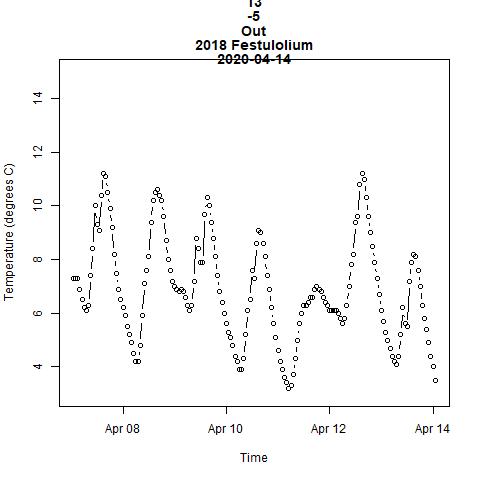 13
-5
Out
2018 Festulolium
2020-04-14
Temperature (degrees C)
14
12
10
8
6
4
Apr 08
Apr 10
Apr 12
Apr 14
Time